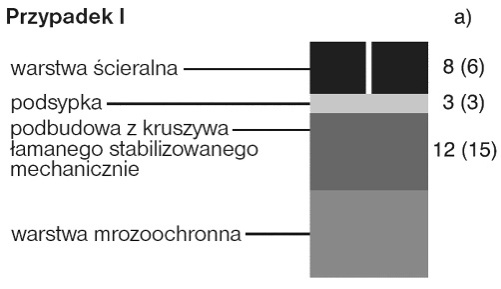 Przypadek I
a)
warstwa ścieralna
8 (6)
podsypka
3 (3)
podbudowa z kruszywa
łamanego stabilizowanego
mechanicznie
12 (15)
warstwa mrozoochronna